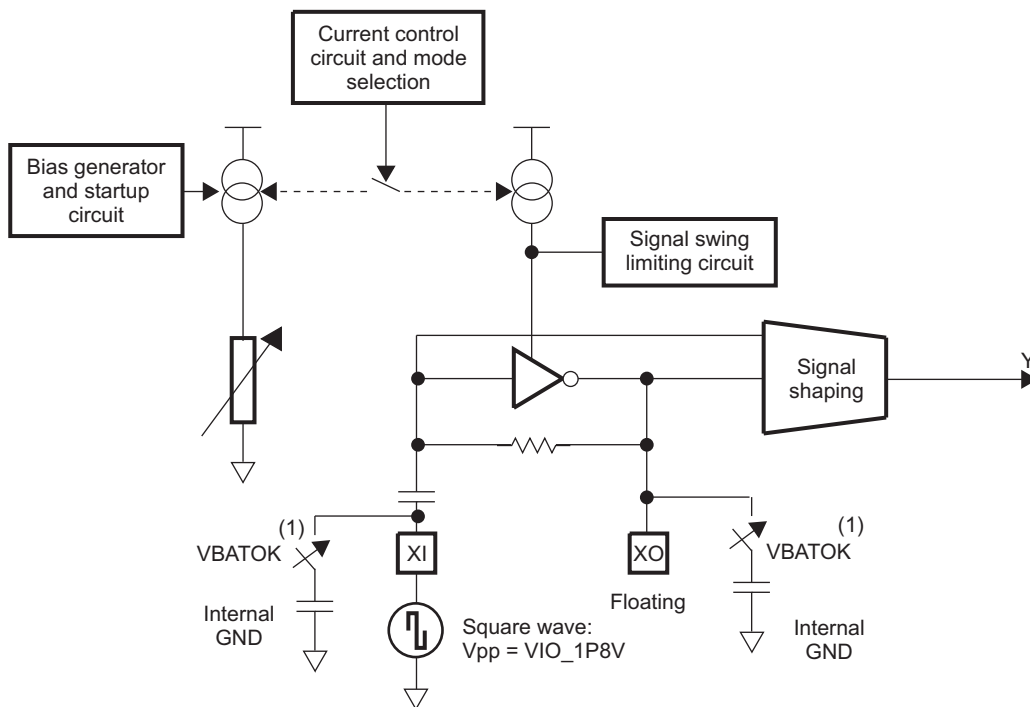 Current control
circuit and mode
selection
Bias generator
and startup
circuit
Signal swing
limiting circuit
Signal
shaping
Y
(1)
VBATOK
XI
XO
(1)
VBATOK
Floating
Internal
GND
Square wave:
Vpp = VIO_1P8V
Internal
GND